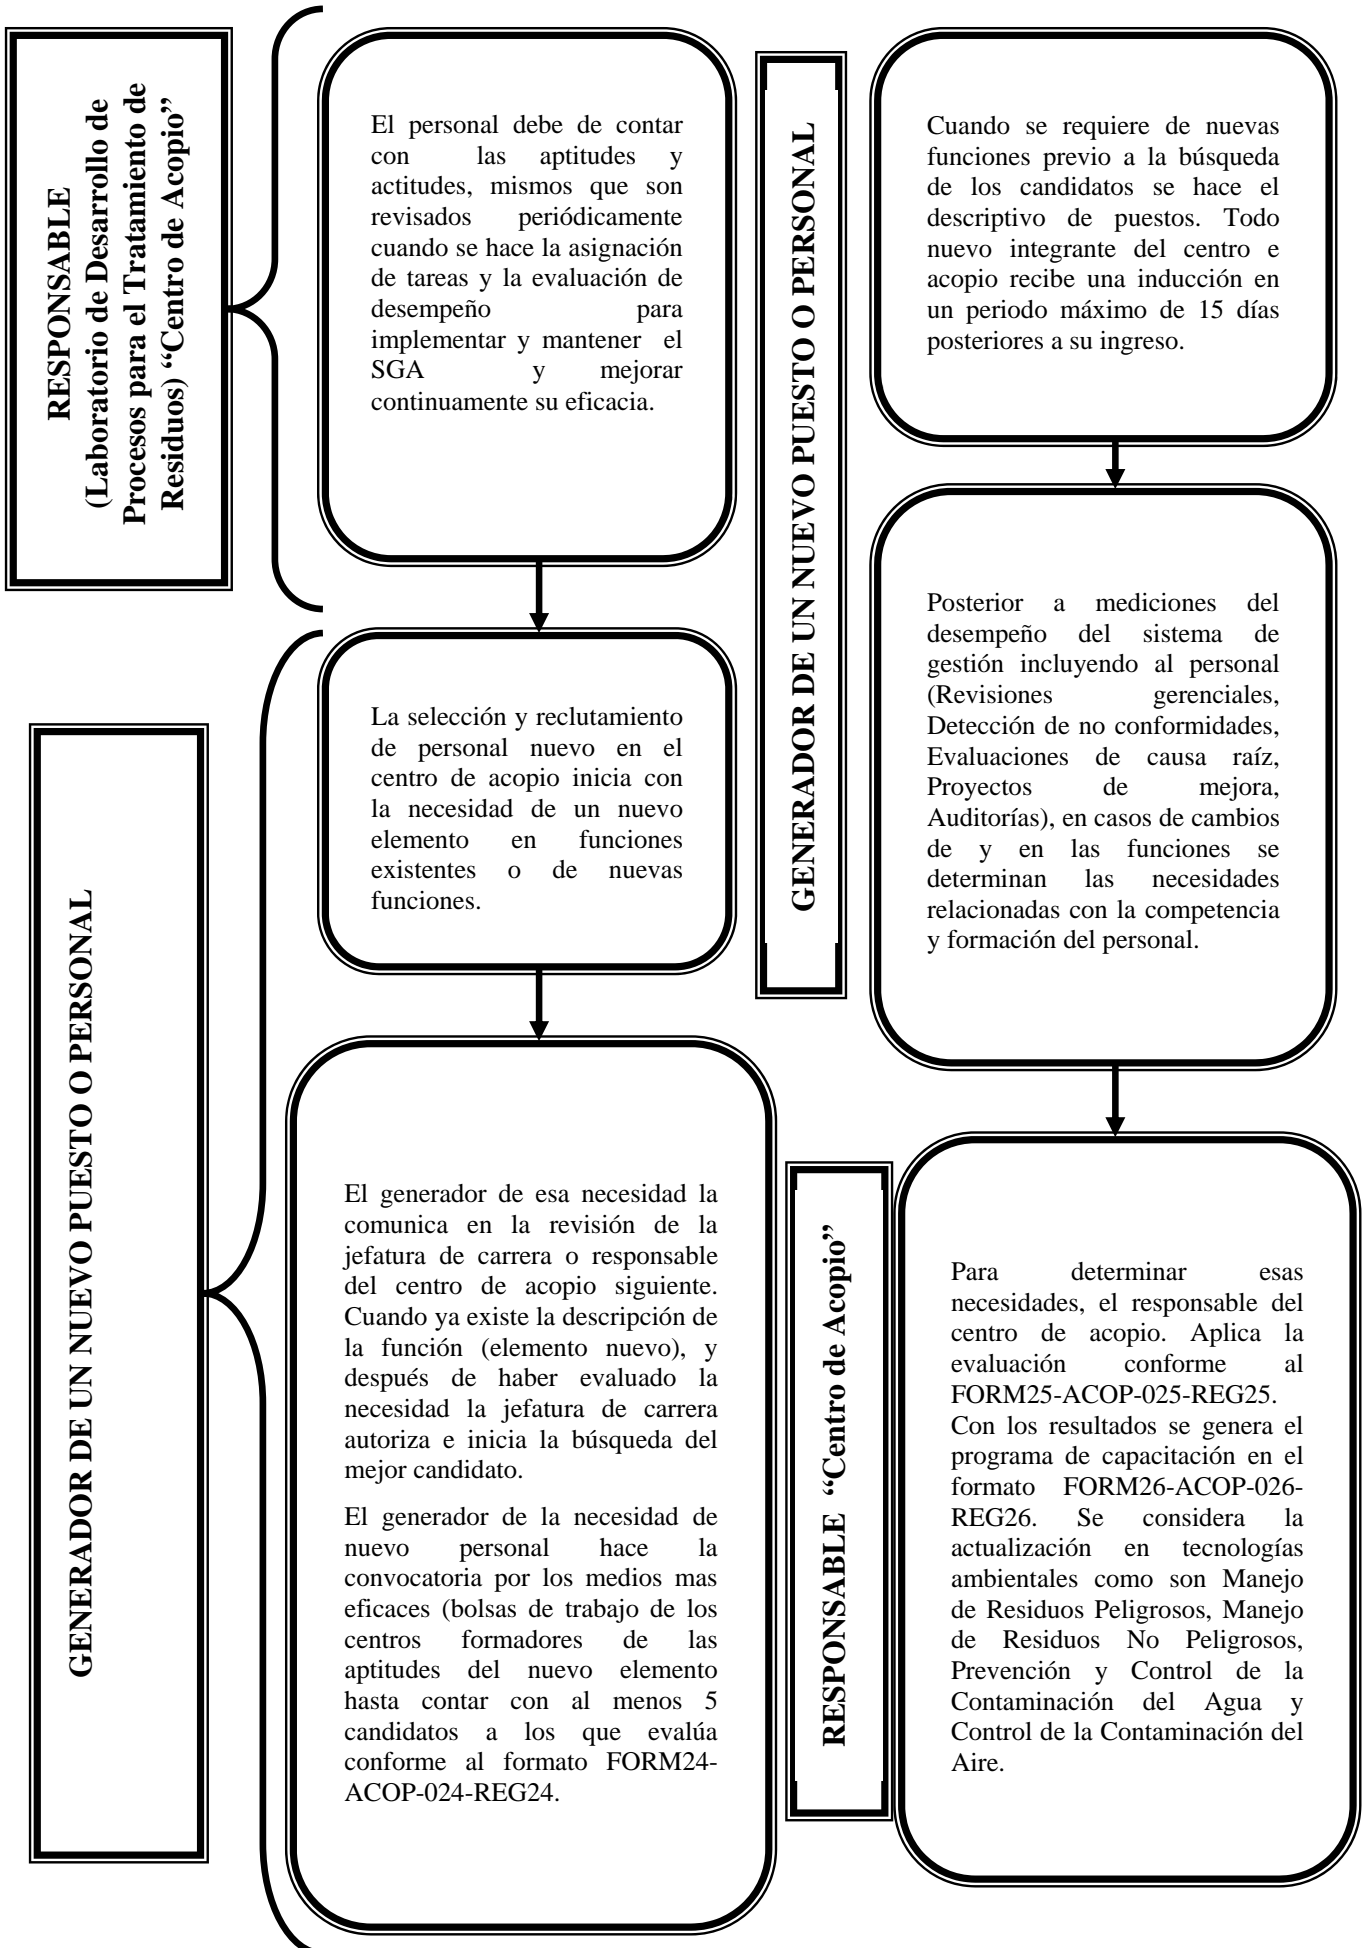 RESPONSABLE
(Laboratorio de Desarrollo de
Procesos para el Tratamiento de
Residuos) “Centro de Acopio”
El personal debe de contar
con las aptitudes y
actitudes, mismos que son
revisados periódicamente
cuando se hace la asignación
de tareas y la evaluación de
desempeño para
implementar y mantener el
SGA y mejorar
continuamente su eficacia.
GENERADOR DE UN NUEVO PUESTO O PERSONAL
La selección y reclutamiento
de personal nuevo en el
centro de acopio inicia con
la necesidad de un nuevo
elemento en funciones
existentes o de nuevas
funciones.
El generador de esa necesidad la
comunica en la revisión de la
jefatura de carrera o responsable
del centro de acopio siguiente.
Cuando ya existe la descripción de
la función (elemento nuevo), y
después de haber evaluado la
necesidad la jefatura de carrera
autoriza e inicia la búsqueda del
mejor candidato.
El generador de la necesidad de
nuevo personal hace la
convocatoria por los medios mas
eficaces (bolsas de trabajo de los
centros formadores de las
aptitudes del nuevo elemento
hasta contar con al menos 5
candidatos a los que evalúa
conforme al formato FORM24-
ACOP-024-REG24.
GENERADOR DE UN NUEVO PUESTO O PERSONAL
Cuando se requiere de nuevas
funciones previo a la búsqueda
de los candidatos se hace el
descriptivo de puestos. Todo
nuevo integrante del centro e
acopio recibe una inducción en
un periodo máximo de 15 días
posteriores a su ingreso.
Posterior a mediciones del
desempeño del sistema de
gestión incluyendo al personal
(Revisiones gerenciales,
Detección de no conformidades,
Evaluaciones de causa raíz,
Proyectos de mejora,
Auditorías), en casos de cambios
de y en las funciones se
determinan las necesidades
relacionadas con la competencia
y formación del personal.
RESPONSABLE “Centro de Acopio”
Para determinar esas
necesidades, el responsable del
centro de acopio. Aplica la
evaluación conforme al
FORM25-ACOP-025-REG25.
Con los resultados se genera el
programa de capacitación en el
formato FORM26-ACOP-026-
REG26. Se considera la
actualización en tecnologías
ambientales como son Manejo
de Residuos Peligrosos, Manejo
de Residuos No Peligrosos,
Prevención y Control de la
Contaminación del Agua y
Control de la Contaminación del
Aire.